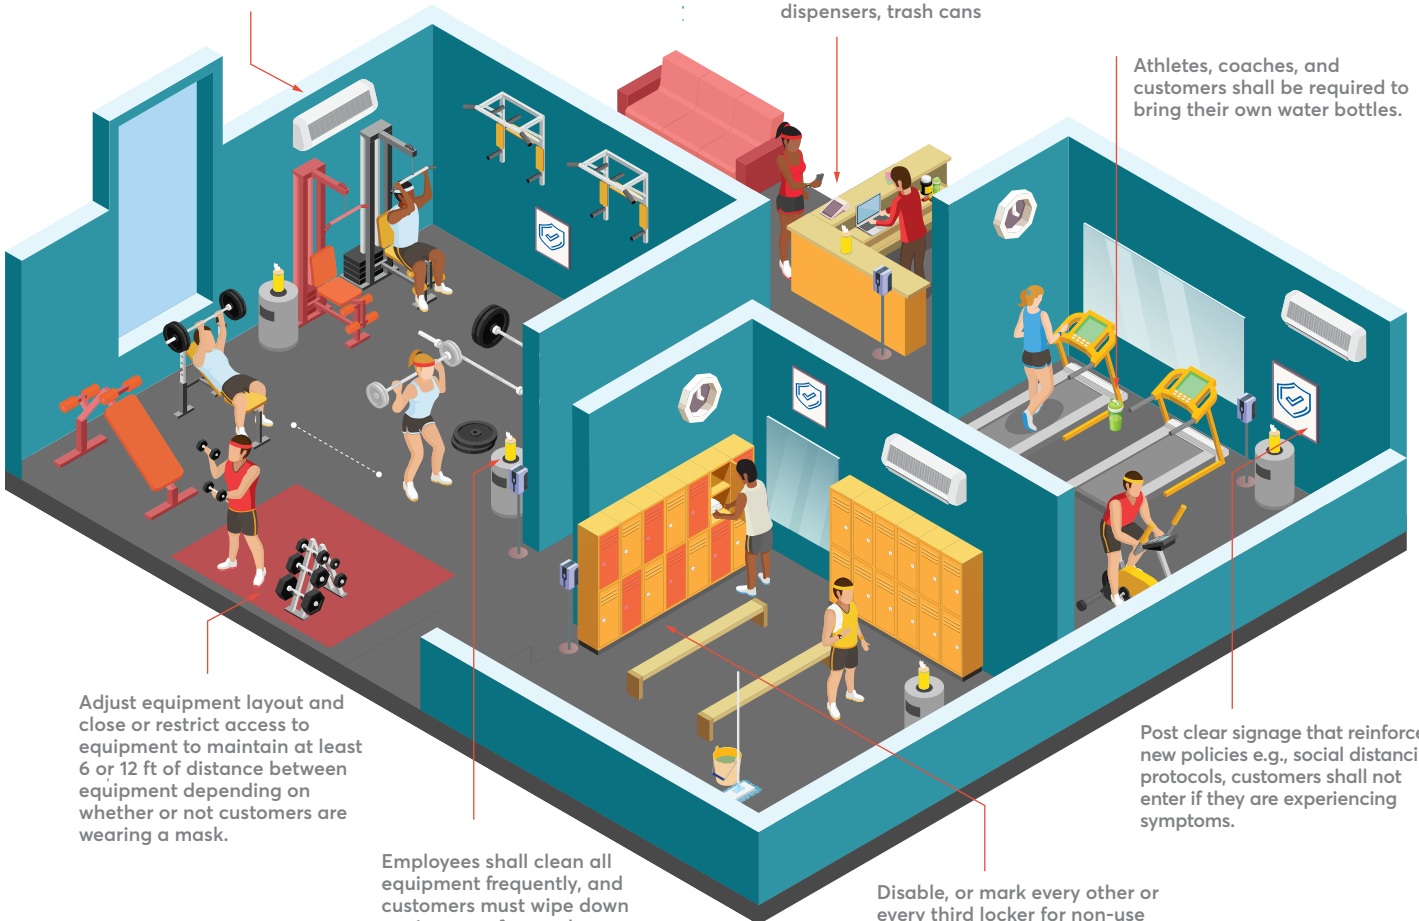 dispensers, trash cans
Athletes, coaches, and
customers shall be required to
bring their own water bottles.
Adjust equipment layout and
close or restrict access to
equipment to maintain at least
6 or 12 ft of distance between
equipment depending on
whether or not customers are
wearing a mask.
Employees shall clean all
equipment frequently, and
customers must wipe down
Disable, or mark every other or
every third locker for non-use
Post clear signage that reinforce
new policies e.g., social distanci
protocols, customers shall not
enter if they are experiencing
symptoms.